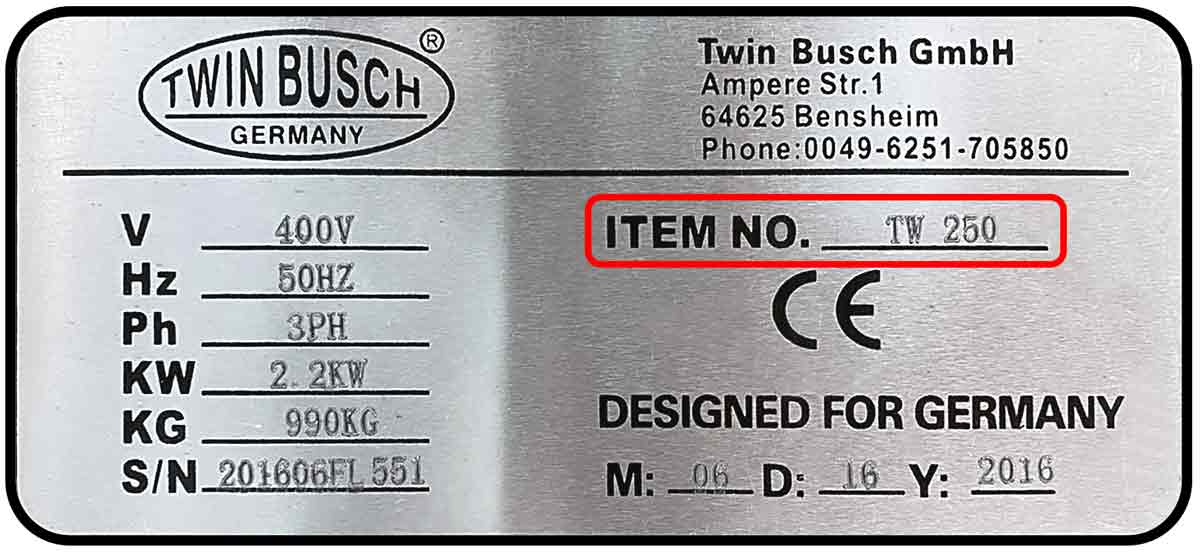 TWIN BUSCH ®
GERMANY
Twin Busch GmbH
Ampere Str.1
64625 Bensheim
Phone:0049-6251-705850
V 400V
Hz 50HZ
Ph 3PH
KW 2.2KW
KG 990KG
S/N 201606FL551
ITEM NO. TW 250
CE
DESIGNED FOR GERMANY
M: 06 D: 16 Y: 2016